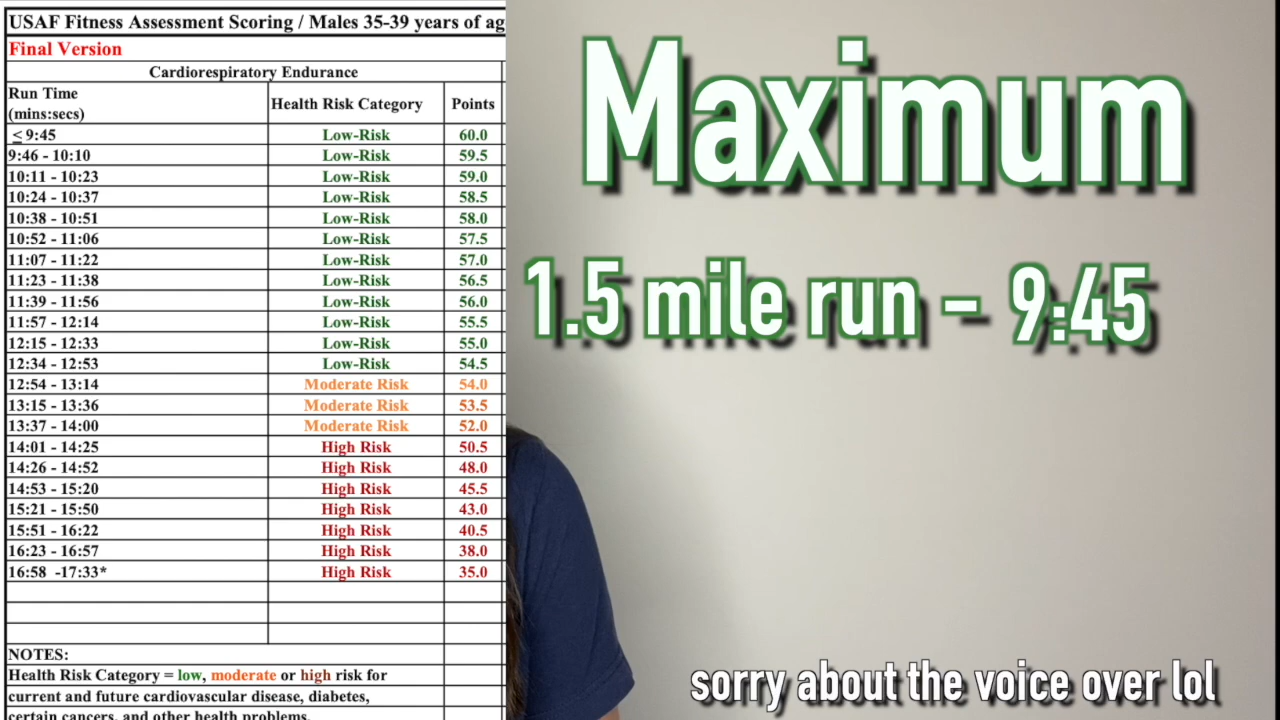 USAF Fitness Assessment Scoring / Males 35-39 years of ag
Final Version
Cardiorespiratory Endurance
Run Time
(mins:secs)
Health Risk Category
Points
≤ 9:45 Low-Risk 60.0
9:46 - 10:10 Low-Risk 59.5
10:11 - 10:23 Low-Risk 59.0
10:24 - 10:37 Low-Risk 58.5
10:38 - 10:51 Low-Risk 58.0
10:52 - 11:06 Low-Risk 57.5
11:07 - 11:22 Low-Risk 57.0
11:23 - 11:38 Low-Risk 56.5
11:39 - 11:56 Low-Risk 56.0
11:57 - 12:14 Low-Risk 55.5
12:15 - 12:33 Low-Risk 55.0
12:34 - 12:53 Low-Risk 54.5
12:54 - 13:14 Moderate Risk 54.0
13:15 - 13:36 Moderate Risk 53.5
13:37 - 14:00 Moderate Risk 52.0
14:01 - 14:25 High Risk 50.5
14:26 - 14:52 High Risk 48.0
14:53 - 15:20 High Risk 45.5
15:21 - 15:50 High Risk 43.0
15:51 - 16:22 High Risk 40.5
16:23 - 16:57 High Risk 38.0
16:58 -17:33* High Risk 35.0
NOTES:
Health Risk Category = low, moderate or high risk for
current and future cardiovascular disease, diabetes,
certain cancers, and other health problems.
Maximum
1.5 mile run - 9:45
sorry about the voice over lol